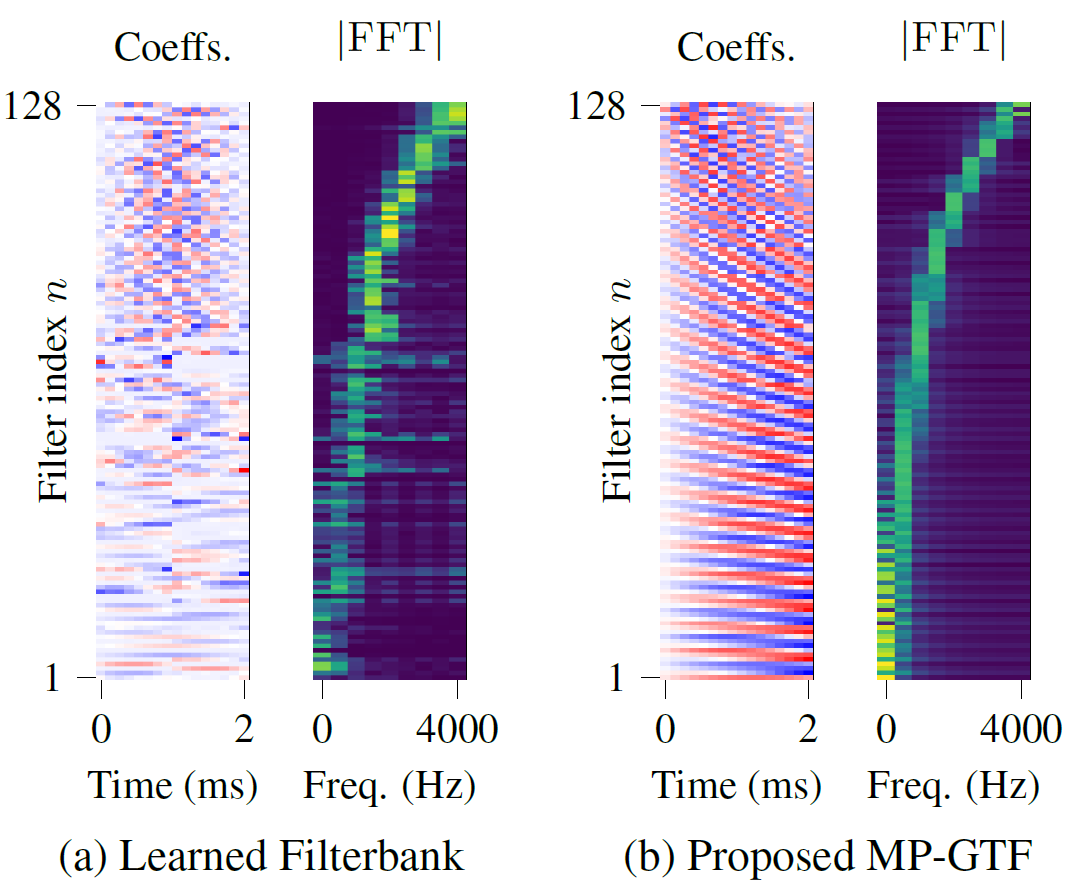 Coeffs.
|FFT|
128
Filter index n
1
0
2
0
4000
Time (ms)
Freq. (Hz)
(a) Learned Filterbank
Coeffs.
|FFT|
128
Filter index n
1
0
2
0
4000
Time (ms)
Freq. (Hz)
(b) Proposed MP-GTF